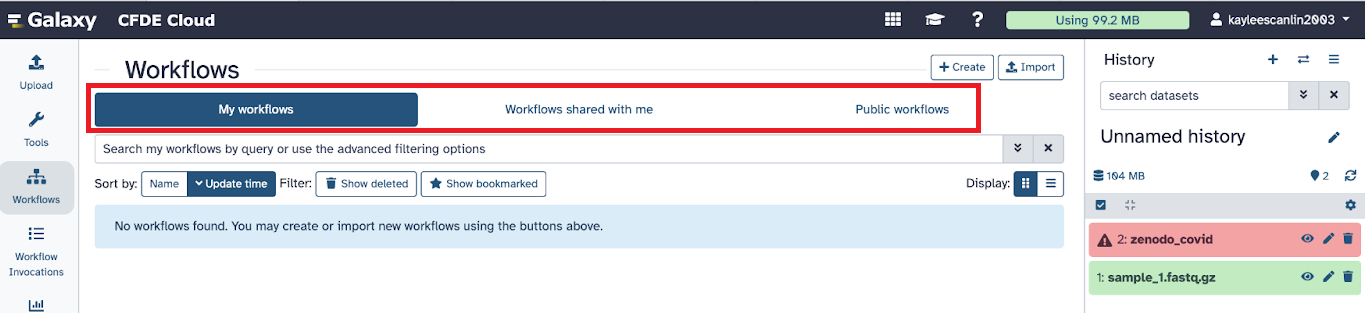 Galaxy CFDE Cloud Using 99.2 MB kayleescanlin2003
Upload
Tools
Workflows
Workflow
Invocations
Workflows
Create Import
My workflows Workflows shared with me Public workflows
Search my workflows by query or use the advanced filtering options
Sort by: Name Update time Filter: Show deleted Show bookmarked Display:
No workflows found. You may create or import new workflows using the buttons above.
History
search datasets
Unnamed history
104 MB 2
2: zenodo_covid
1: sample_1.fastq.gz